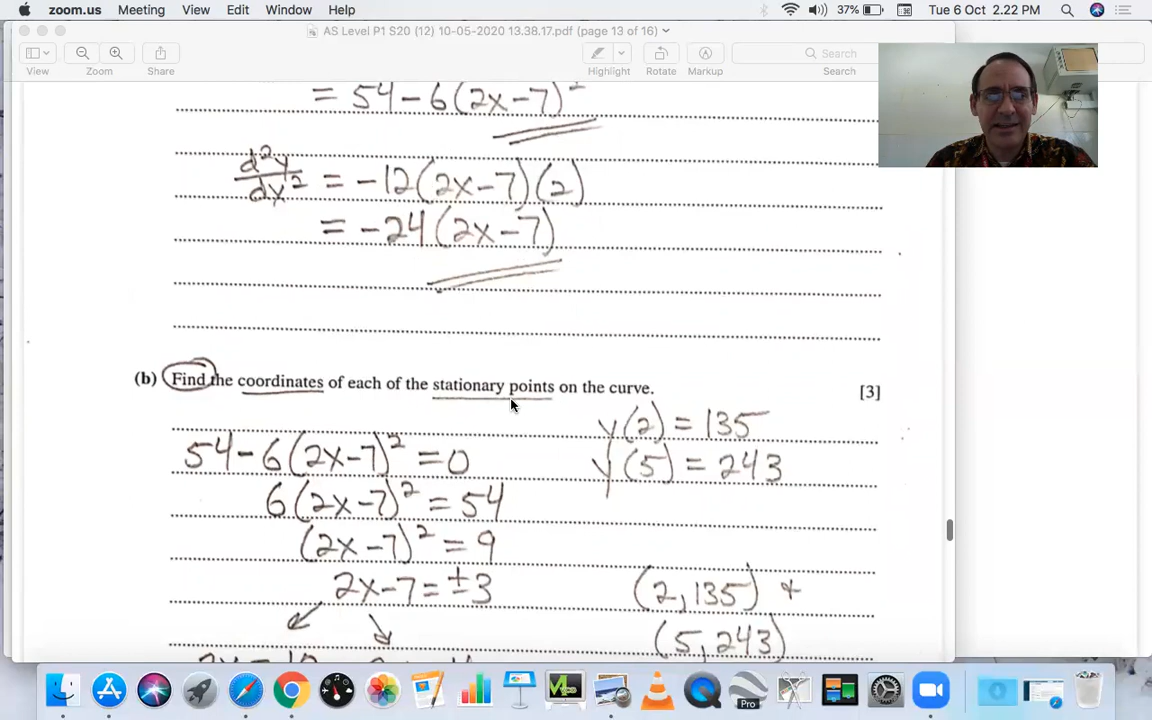 zoom.us Meeting View Edit Window Help 37% Tue 6 Oct 2.22 PM
AS Level P1 S20 (12) 10-05-2020 13.38.17.pdf (page 13 of 16)
View Zoom Share Highlight Rotate Markup Search
Search
= 54 - 6(2x-7)²
d²y/dx² = -12(2x-7)(2)
= -24(2x-7)
(b) Find the coordinates of each of the stationary points on the curve. [3]
y(2) = 135
54-6(2x-7)² = 0
y(5) = 243
6(2x-7)² = 54
(2x-7)² = 9
2x-7 = ±3
(2,135) +
(5,243)
Pro